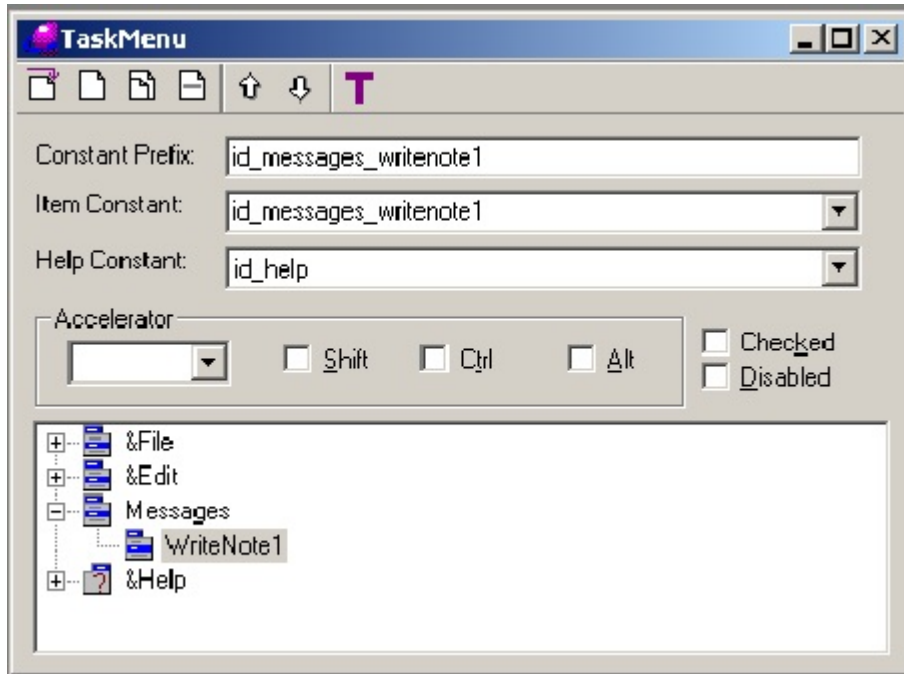 TaskMenu
T
Constant Prefix: id_messages_writenote1
Item Constant: id_messages_writenote1
Help Constant: id_help
Accelerator
Shift Ctrl Alt Checked
Disabled
&File
&Edit
Messages
WriteNote1
&Help